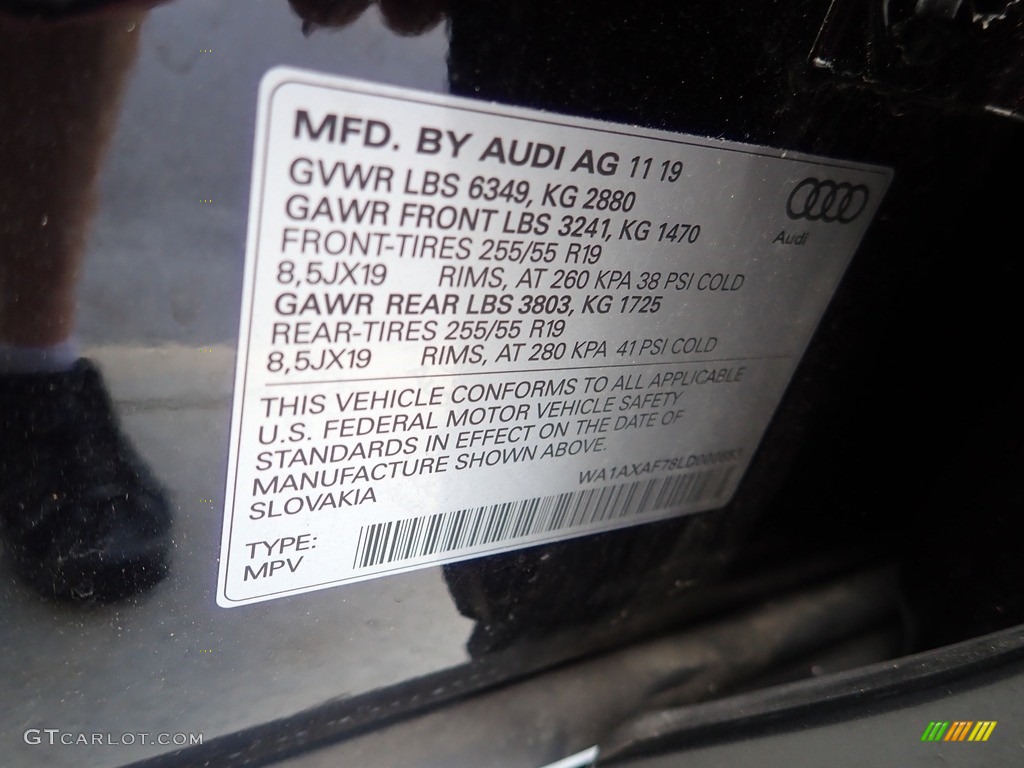 MFD. BY AUDI AG 11 19
GVWR LBS 6349, KG 2880
GAWR FRONT LBS 3241, KG 1470
FRONT-TIRES 255/55 R19
8,5JX19 RIMS, AT 260 KPA 38 PSI COLD
GAWR REAR LBS 3803, KG 1725
REAR-TIRES 255/55 R19
8,5JX19 RIMS, AT 280 KPA 41 PSI COLD
Audi
THIS VEHICLE CONFORMS TO ALL APPLICABLE
U.S. FEDERAL MOTOR VEHICLE SAFETY
STANDARDS IN EFFECT ON THE DATE OF
MANUFACTURE SHOWN ABOVE.
SLOVAKIA
TYPE:
MPV
GTCARLOT.COM